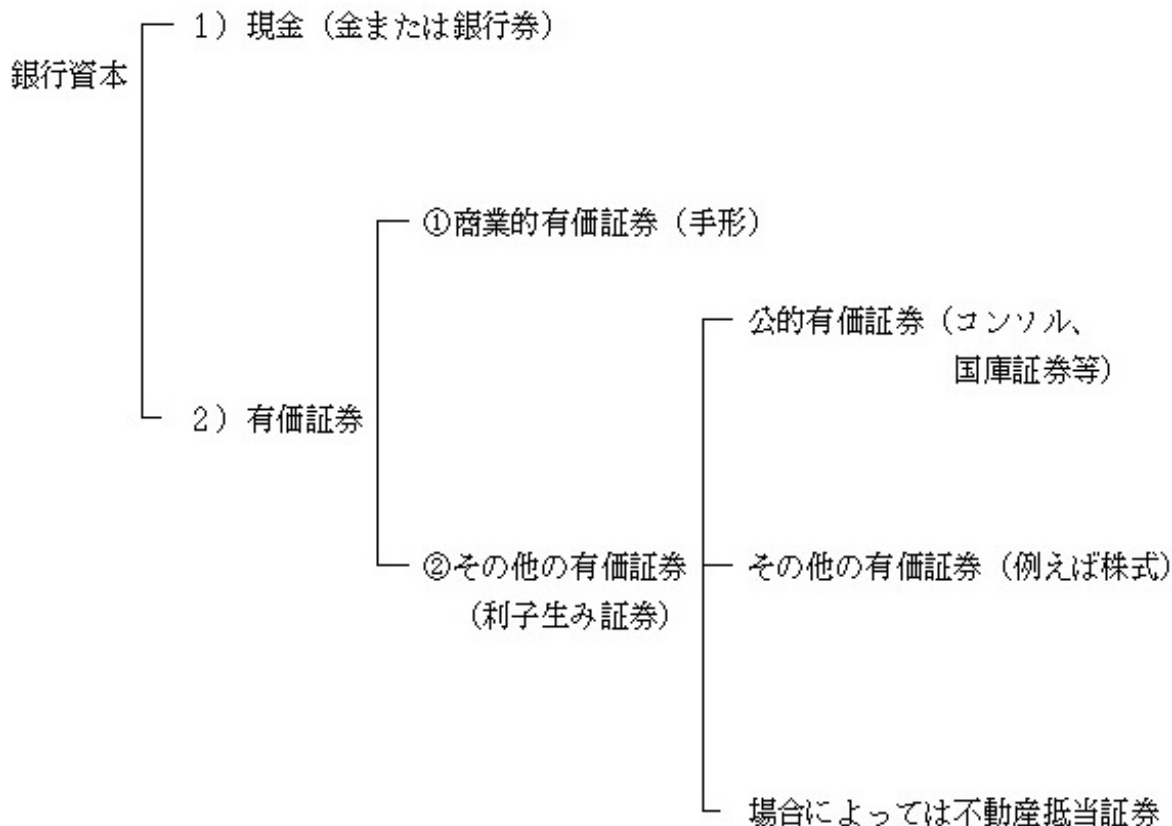 1）現金（金または銀行券）
銀行資本
①商業的有価証券（手形）
公的有価証券（コンソル、
国庫証券等）
2）有価証券
②その他の有価証券
（利子生み証券）
その他の有価証券（例えば株式）
場合によっては不動産抵当証券